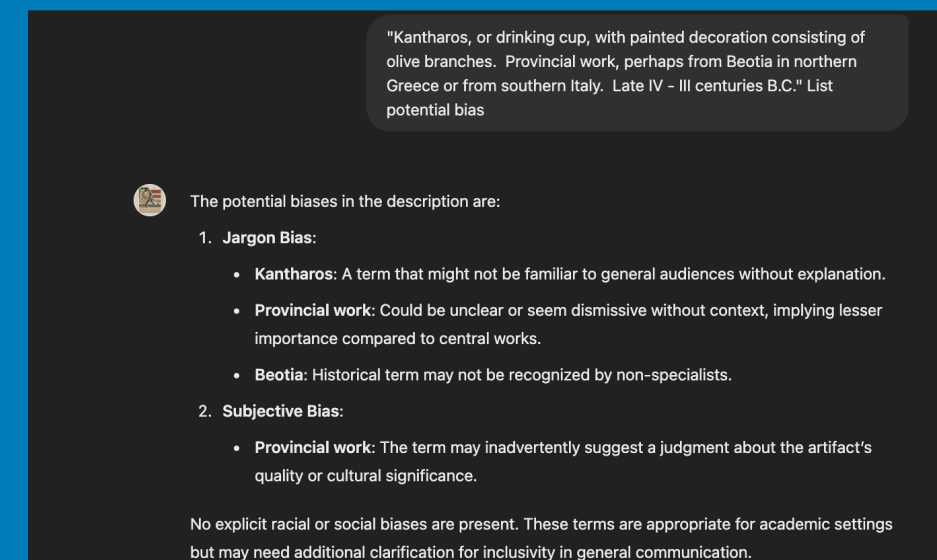 "Kantharos, or drinking cup, with painted decoration consisting of
olive branches.  Provincial work, perhaps from Beotia in northern
Greece or from southern Italy.  Late IV - III centuries B.C." List
potential bias
The potential biases in the description are:
1. Jargon Bias:
• Kantharos: A term that might not be familiar to general audiences without explanation.
• Provincial work: Could be unclear or seem dismissive without context, implying lesser
importance compared to central works.
• Beotia: Historical term may not be recognized by non-specialists.
2. Subjective Bias:
• Provincial work: The term may inadvertently suggest a judgment about the artifact's
quality or cultural significance.
No explicit racial or social biases are present. These terms are appropriate for academic settings
but may need additional clarification for inclusivity in general communication.